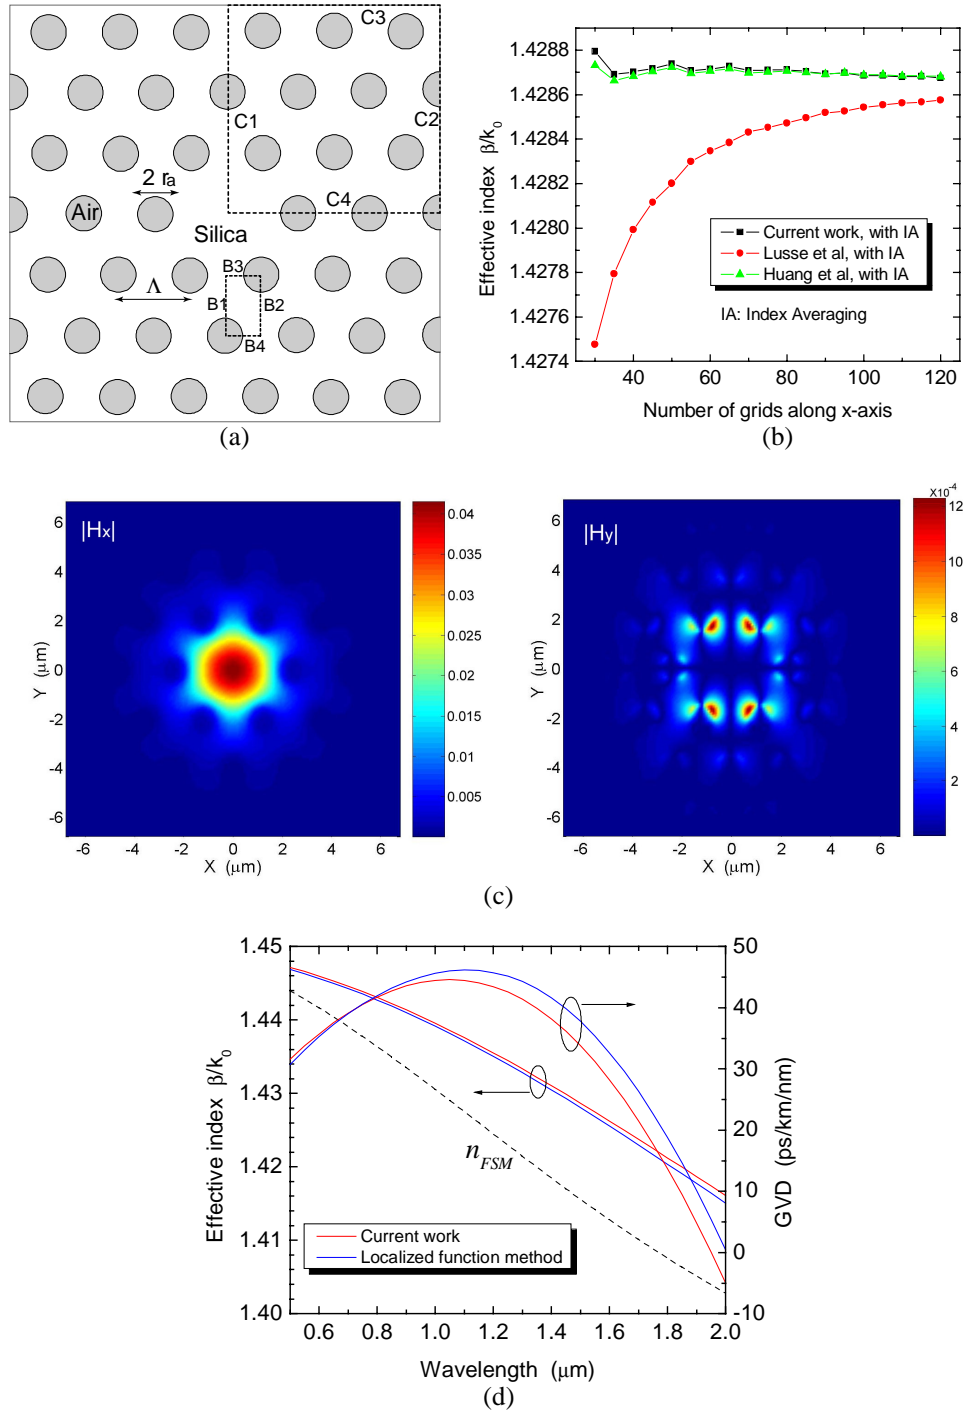 C3
C1
C2
2 ra
C4
Air
Silica
B3
Λ
B1
B2
B4
(a)
1.4288
1.4286
1.4284
1.4282
1.4280
1.4278
1.4276
1.4274
Effective index β/k0
Current work, with IA
Lusse et al, with IA
Huang et al, with IA
IA: Index Averaging
40 60 80 100 120
Number of grids along x-axis
(b)
|Hx|
6
4
2
0
-2
-4
-6
Y (μm)
-6 -4 -2 0 2 4 6
X (μm)
0.04
0.035
0.03
0.025
0.02
0.015
0.01
0.005
|Hy|
6
4
2
0
-2
-4
-6
Y (μm)
-6 -4 -2 0 2 4 6
X (μm)
X10-4
12
10
8
6
4
2
(c)
1.45
1.44
1.43
1.42
1.41
1.40
Effective index β/k0
nFSM
Current work
Localized function method
50
40
30
20
10
0
-10
GVD (ps/km/nm)
0.6 0.8 1.0 1.2 1.4 1.6 1.8 2.0
Wavelength (μm)
(d)